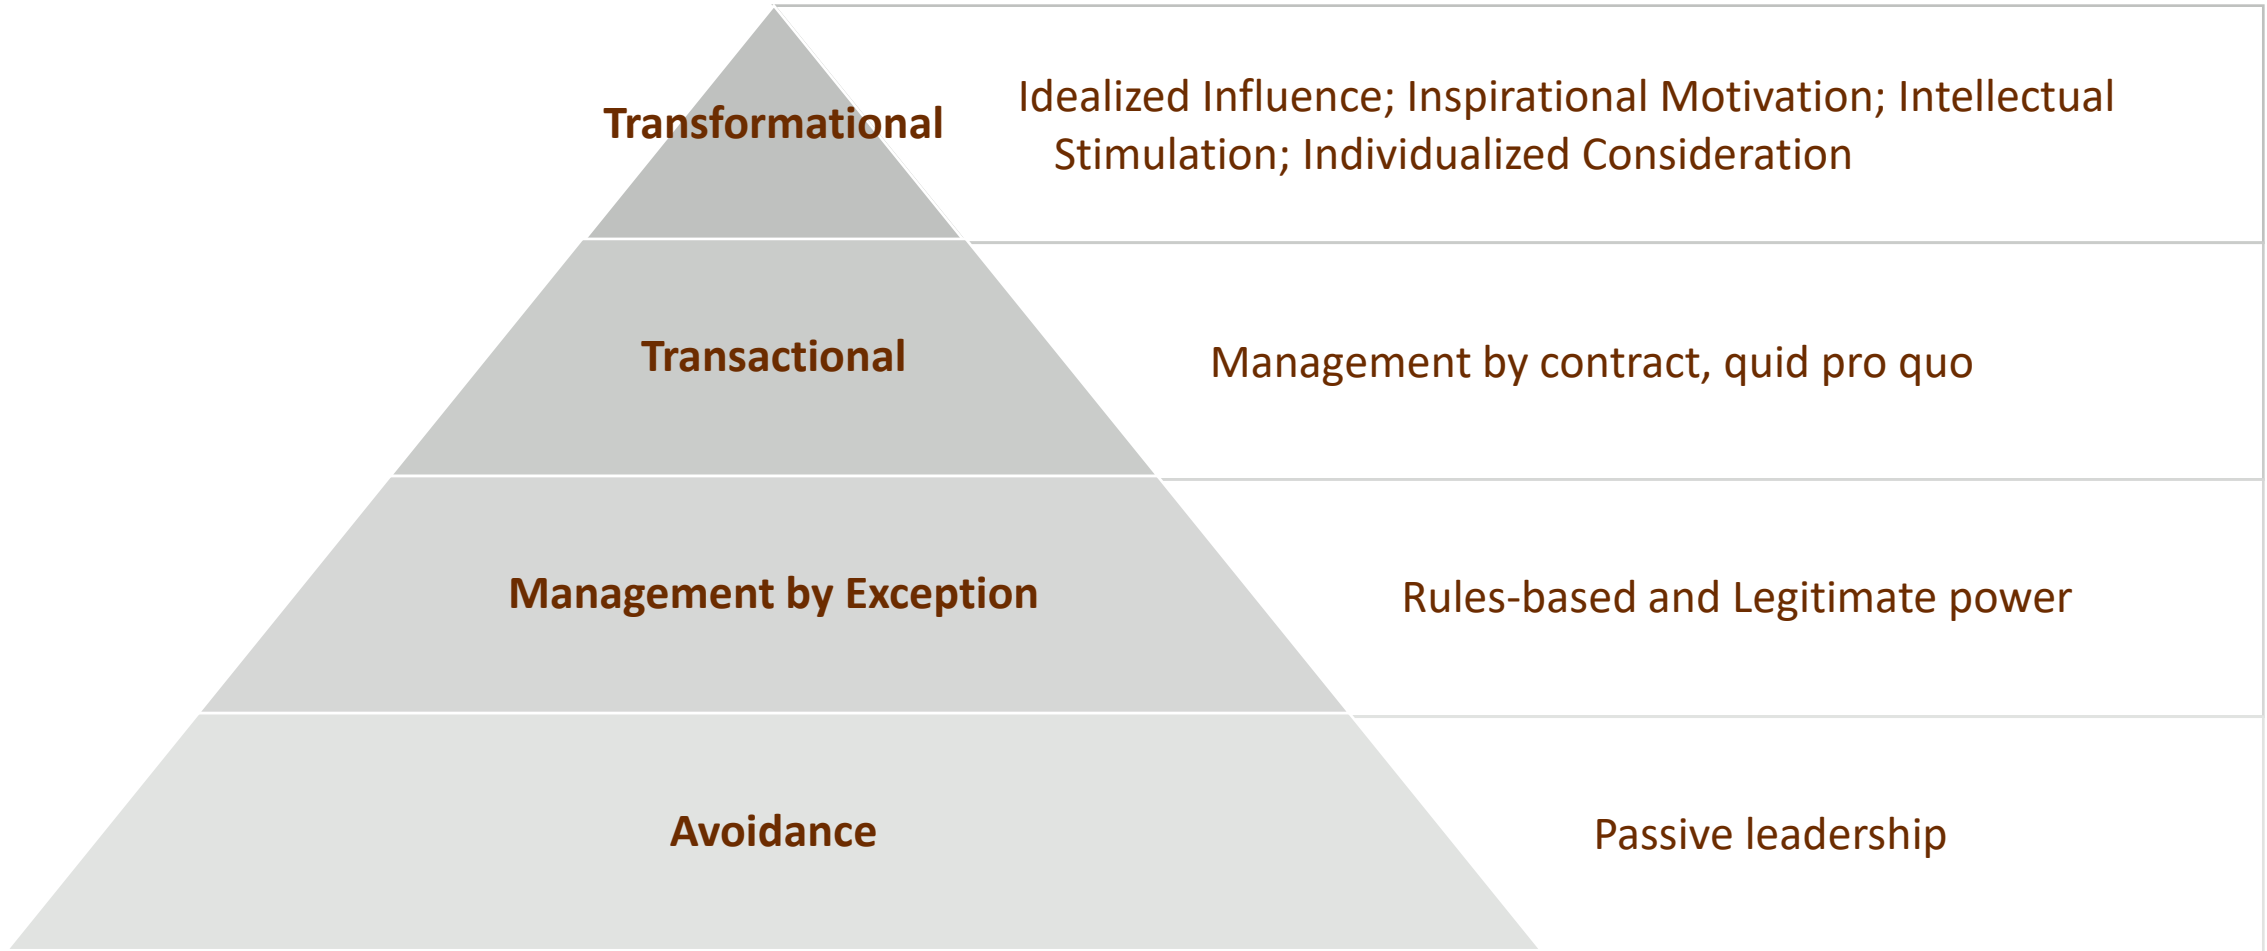 Transformational
Idealized Influence; Inspirational Motivation; Intellectual
Stimulation; Individualized Consideration
Transactional
Management by contract, quid pro quo
Management by Exception
Rules-based and Legitimate power
Avoidance
Passive leadership